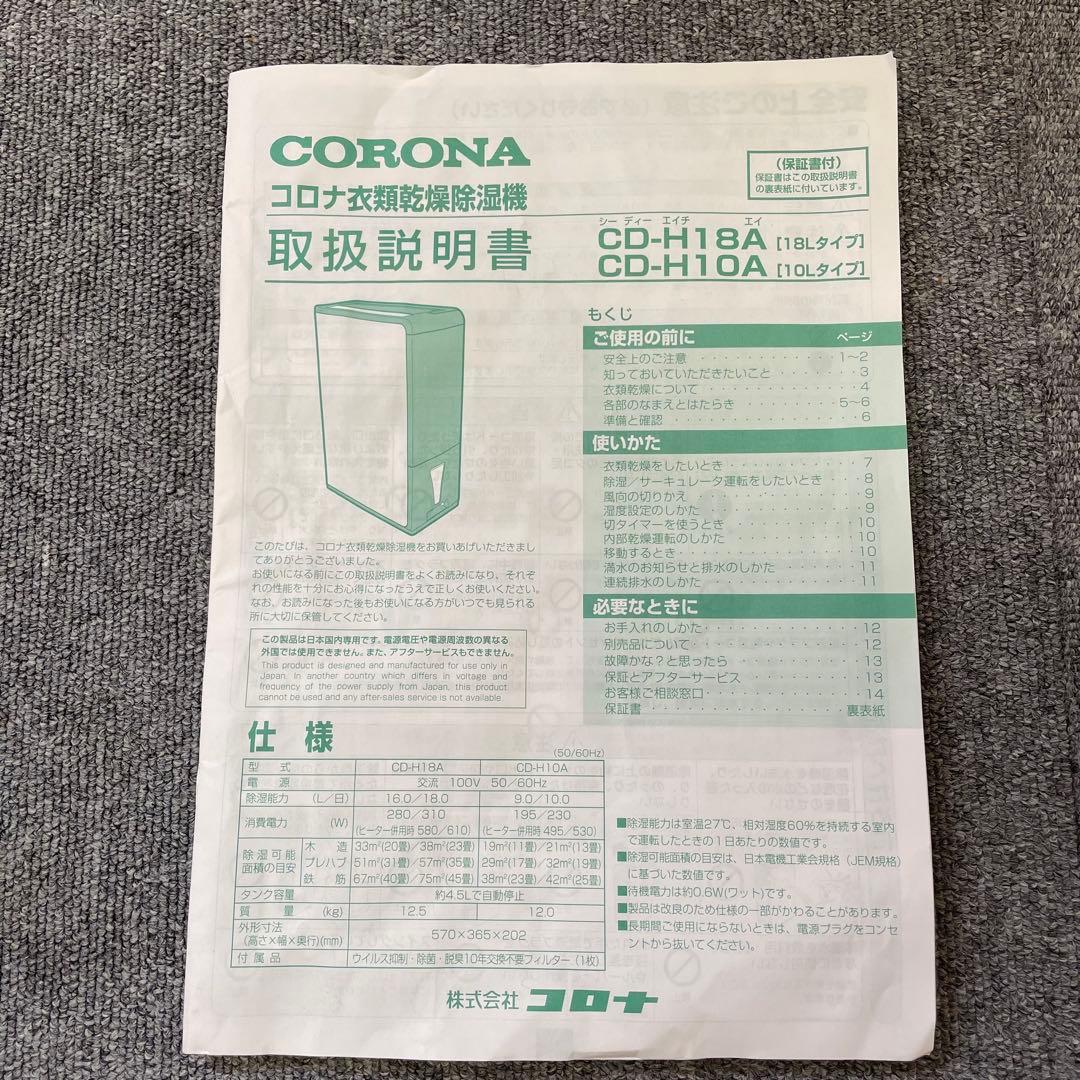 CORONA
コロナ衣類乾燥除湿機
取扱説明書
(保証書付)
保証書はこの取扱説明書
の裏表紙に付いています。
シー ディー エイチ エイ
CD-H18A [18Lタイプ]
CD-H10A [10Lタイプ]
もくじ
ご使用の前に ページ
安全上のご注意 ・・・・・・・・・・・・ 1〜2
知っておいていただきたいこと ・・・・・・・ 3
衣類乾燥について ・・・・・・・・・・・・ 4
各部のなまえとはたらき ・・・・・・・・ 5〜6
準備と確認 ・・・・・・・・・・・・・・・ 6
使いかた
衣類乾燥をしたいとき ・・・・・・・・・・ 7
除湿／サーキュレータ運転をしたいとき ・・・ 8
風向の切りかえ ・・・・・・・・・・・・・ 9
湿度設定のしかた ・・・・・・・・・・・・ 9
切タイマーを使うとき ・・・・・・・・・・ 10
内部乾燥運転のしかた ・・・・・・・・・・ 10
移動するとき ・・・・・・・・・・・・・・ 10
満水のお知らせと排水のしかた ・・・・・・ 11
連続排水のしかた ・・・・・・・・・・・・ 11
必要なときに
お手入れのしかた ・・・・・・・・・・・・ 12
別売品について ・・・・・・・・・・・・・ 12
故障かな？と思ったら ・・・・・・・・・・ 13
保証とアフターサービス ・・・・・・・・・ 13
お客様ご相談窓口 ・・・・・・・・・・・・ 14
保証書 ・・・・・・・・・・・・・・・ 裏表紙
このたびは、コロナ衣類乾燥除湿機をお買いあげいただきまし
てありがとうございました。
お使いになる前にこの取扱説明書をよくお読みになり、それぞ
れの性能を十分にお心得になったうえで正しくお使いください。
なお、お読みになった後もお使いになる方がいつでも見られる
所に大切に保管してください。
この製品は日本国内専用です。電源電圧や電源周波数の異なる
外国では使用できません。また、アフターサービスもできません。
This product is designed and manufactured for use only in
Japan. In another country which differs in voltage and
frequency of the power supply from Japan, this product
cannot be used and any after-sales service is not available.
仕様
(50/60Hz)
型式 CD-H18A CD-H10A
電源 交流 100V 50／60Hz
除湿能力 (L／日) 16.0／18.0 9.0／10.0
消費電力 (W) 280／310 195／230
(ヒーター併用時 580／610) (ヒーター併用時 495／530)
除湿可能面積の目安 木造 33m²(20畳)／38m²(23畳) 19m²(11畳)／21m²(13畳)
プレハブ 51m²(31畳)／57m²(35畳) 29m²(17畳)／32m²(19畳)
鉄筋 67m²(40畳)／75m²(45畳) 38m²(23畳)／42m²(25畳)
タンク容量 約4.5Lで自動停止
質量 (kg) 12.5 12.0
外形寸法
(高さ×幅×奥行)(mm) 570×365×202
付属品 ウイルス抑制・除菌・脱臭10年交換不要フィルター（1枚）
■除湿能力は室温27℃、相対湿度60％を持続する室内
で運転したときの1日あたりの数値です。
■除湿可能面積の目安は、日本電機工業会規格（JEM規格）
に基づいた数値です。
■待機電力は約0.6W(ワット)です。
■製品は改良のため仕様の一部がかわることがあります。
■長期間ご使用にならないときは、電源プラグをコンセ
ントから抜いてください。
株式会社 コロナ